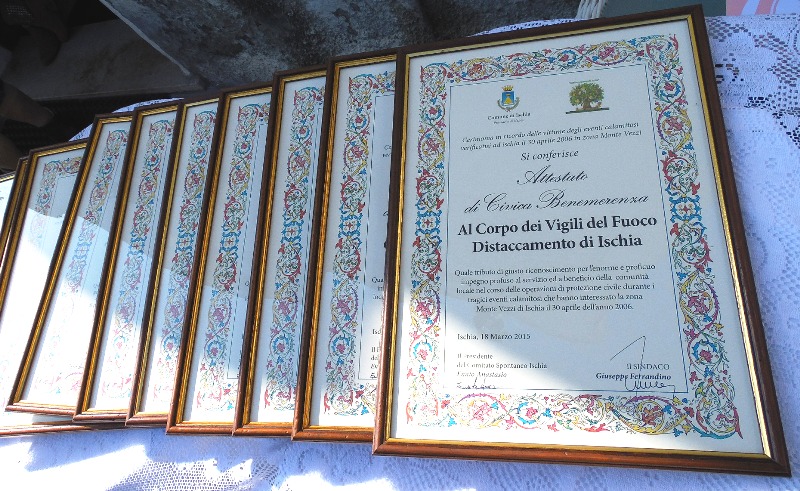 Comune di Ischia
Cerimonia in ricordo delle vittime degli eventi calamitosi
verificatisi ad Ischia il 30 aprile 2006 in zona Monte Vezzi
Si conferisce
Attestato
di Civica Benemerenza
Al Corpo dei Vigili del Fuoco
Distaccamento di Ischia
Quale tributo di giusto riconoscimento per l'enorme e proficuo
impegno profuso al servizio ed a beneficio della comunità
locale nel corso delle operazioni di protezione civile durante i
tragici eventi calamitosi che hanno interessato la zona
Monte Vezzi di Ischia il 30 aprile dell'anno 2006.
Ischia, 18 Marzo 2015
Il Presidente
del Comitato Spontaneo Ischia
IL SINDACO
Giuseppe Ferrandino